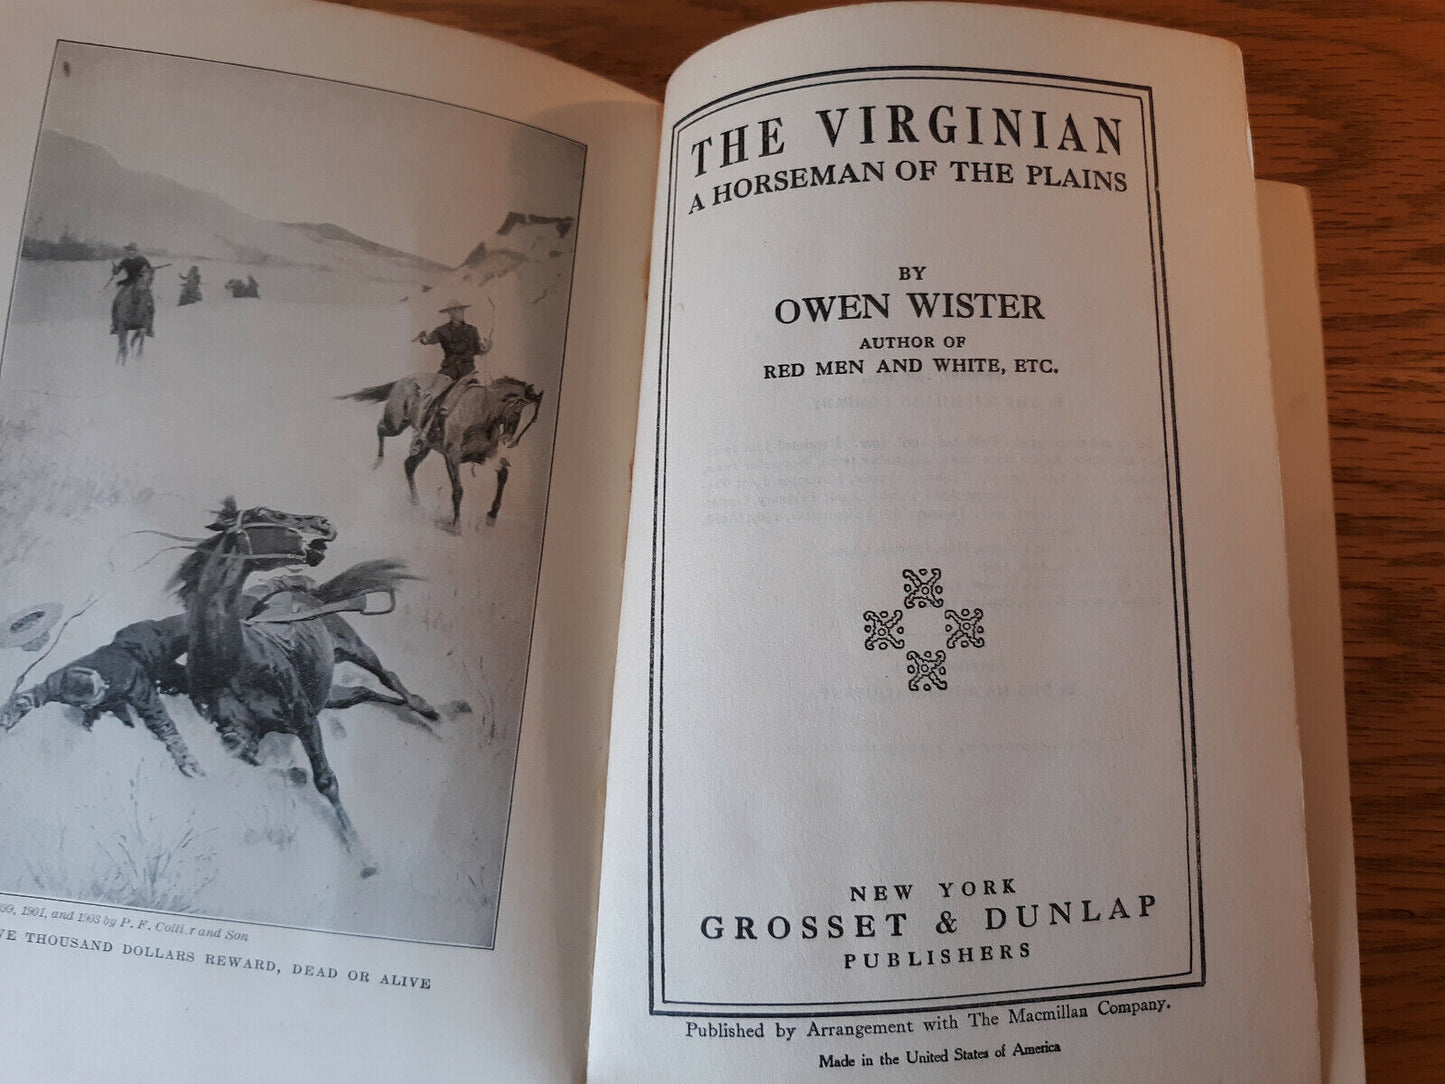 1901, and 1903 by P. F. Collier and Son
THOUSAND DOLLARS REWARD, DEAD OR ALIVE
THE VIRGINIAN
A HORSEMAN OF THE PLAINS
BY
OWEN WISTER
AUTHOR OF
RED MEN AND WHITE, ETC.
NEW YORK
GROSSET & DUNLAP
PUBLISHERS
Published by Arrangement with The Macmillan Company.
Made in the United States of America